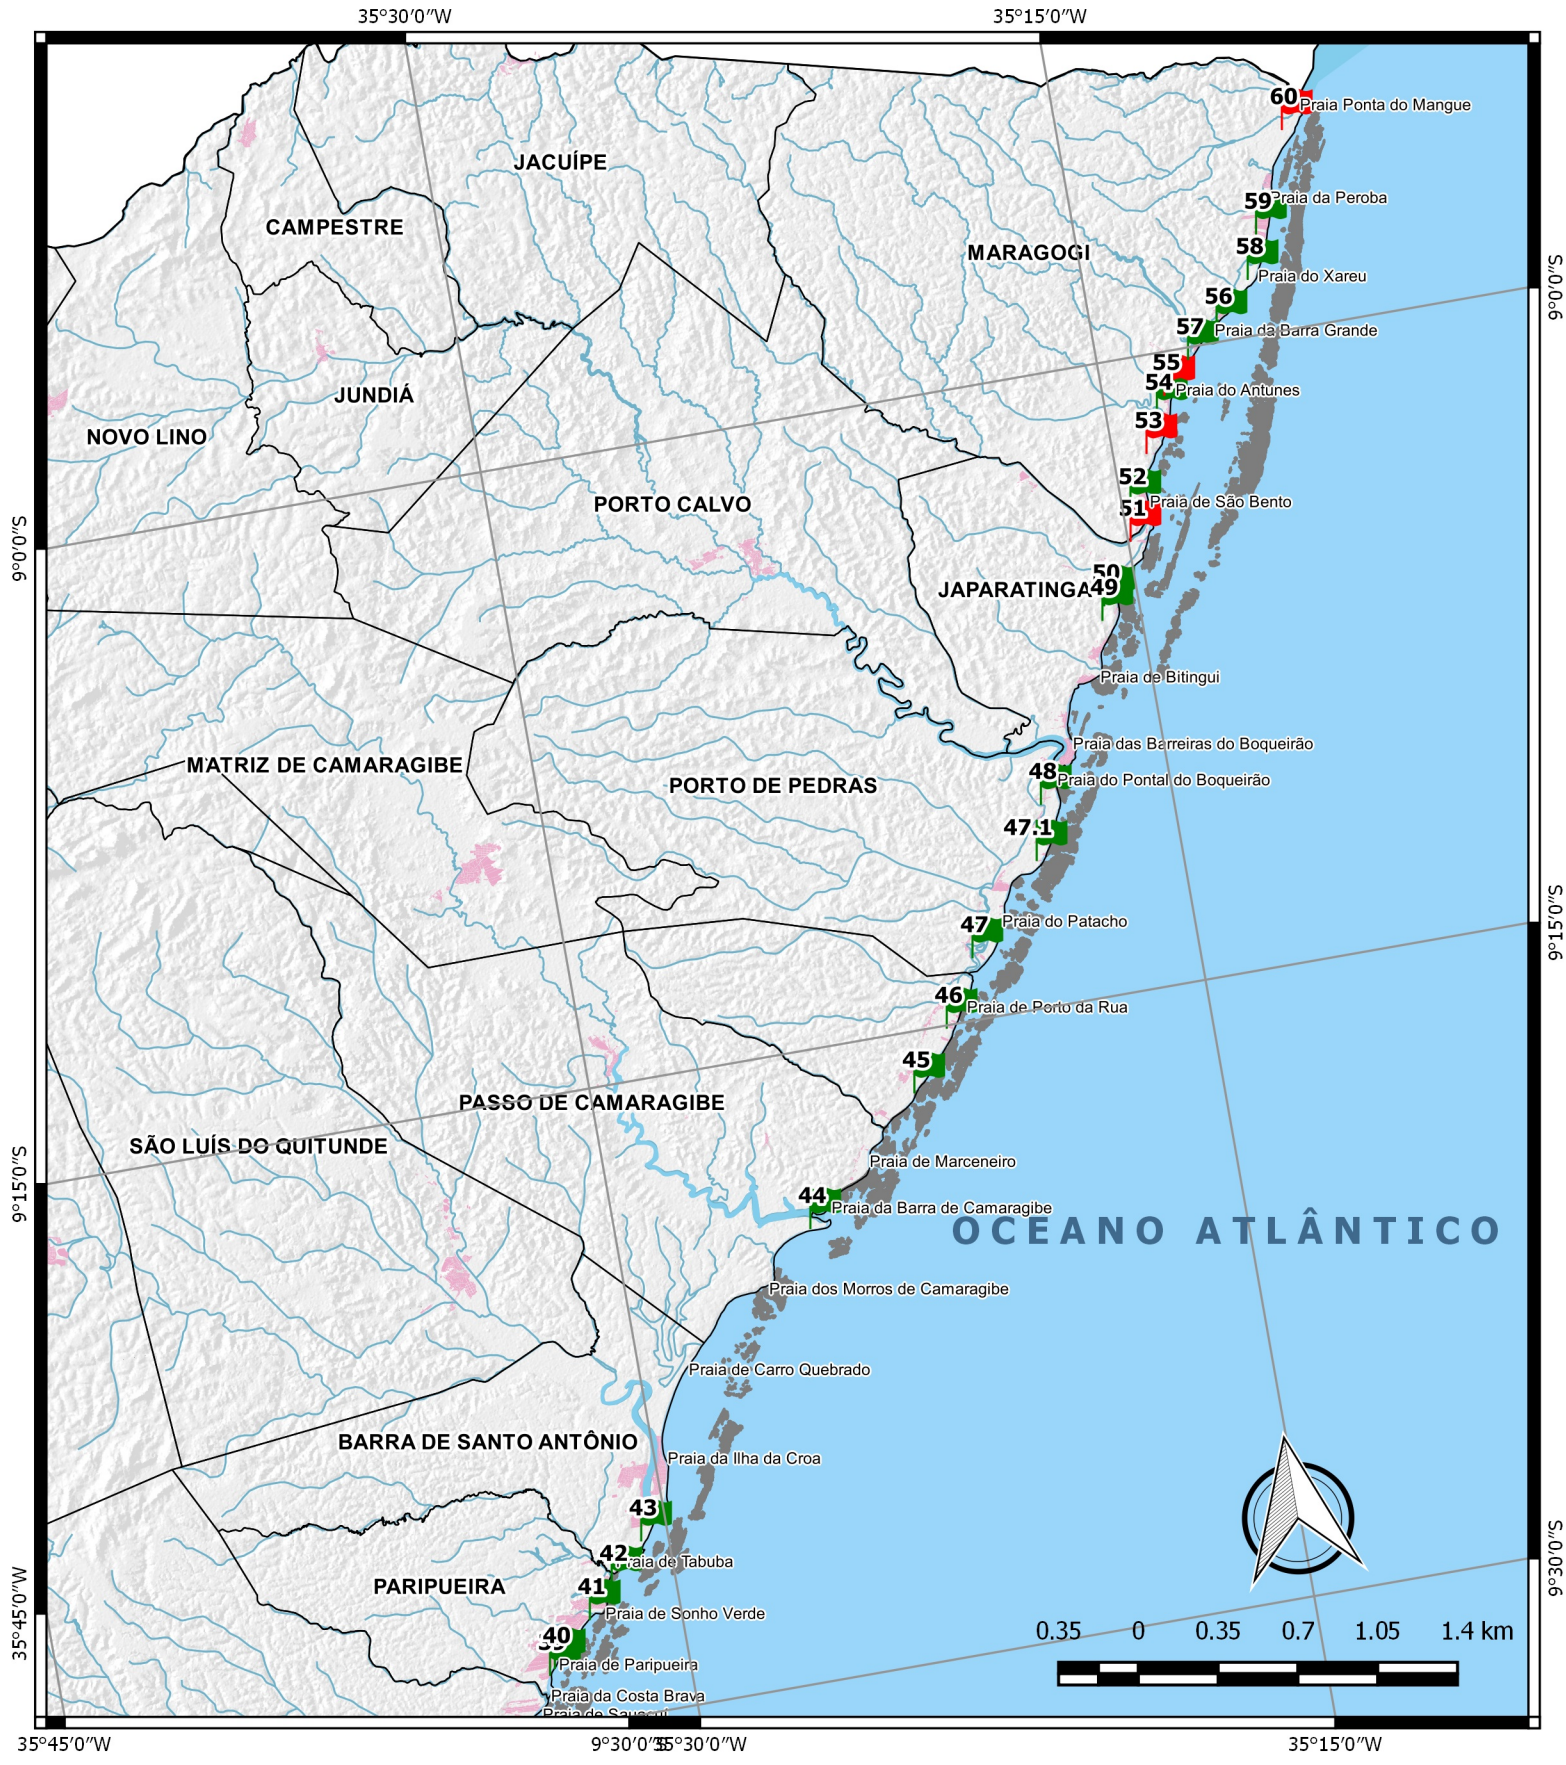 35°30′0″W
35°15′0″W
60
Praia Ponta do Mangue
JACUÍPE
59
Praia da Peroba
CAMPESTRE
58
MARAGOGI
Praia do Xareu
9°0′0″S
56
57
Praia da Barra Grande
55
54
Praia do Antunes
JUNDIÁ
53
NOVO LINO
52
PORTO CALVO
51
Praia de São Bento
9°0′0″S
50
JAPARATINGA
49
Praia de Bitingui
Praia das Barreiras do Boqueirão
MATRIZ DE CAMARAGIBE
48
Praia do Pontal do Boqueirão
PORTO DE PEDRAS
47.1
47
Praia do Patacho
9°15′0″S
46
Praia de Porto da Rua
45
PASSO DE CAMARAGIBE
SÃO LUÍS DO QUITUNDE
Praia de Marceneiro
9°15′0″S
44
Praia da Barra de Camaragibe
OCEANO ATLÂNTICO
Praia dos Morros de Camaragibe
Praia de Carro Quebrado
BARRA DE SANTO ANTÔNIO
Praia da Ilha da Croa
43
42
Praia de Tabuba
9°30′0″S
PARIPUEIRA
41
Praia de Sonho Verde
35°45′0″W
40
39
Praia de Paripueira
0.35 0 0.35 0.7 1.05 1.4 km
Praia da Costa Brava
Praia de

35°45′0″W
9°30′0″S
35°30′0″W
35°15′0″W